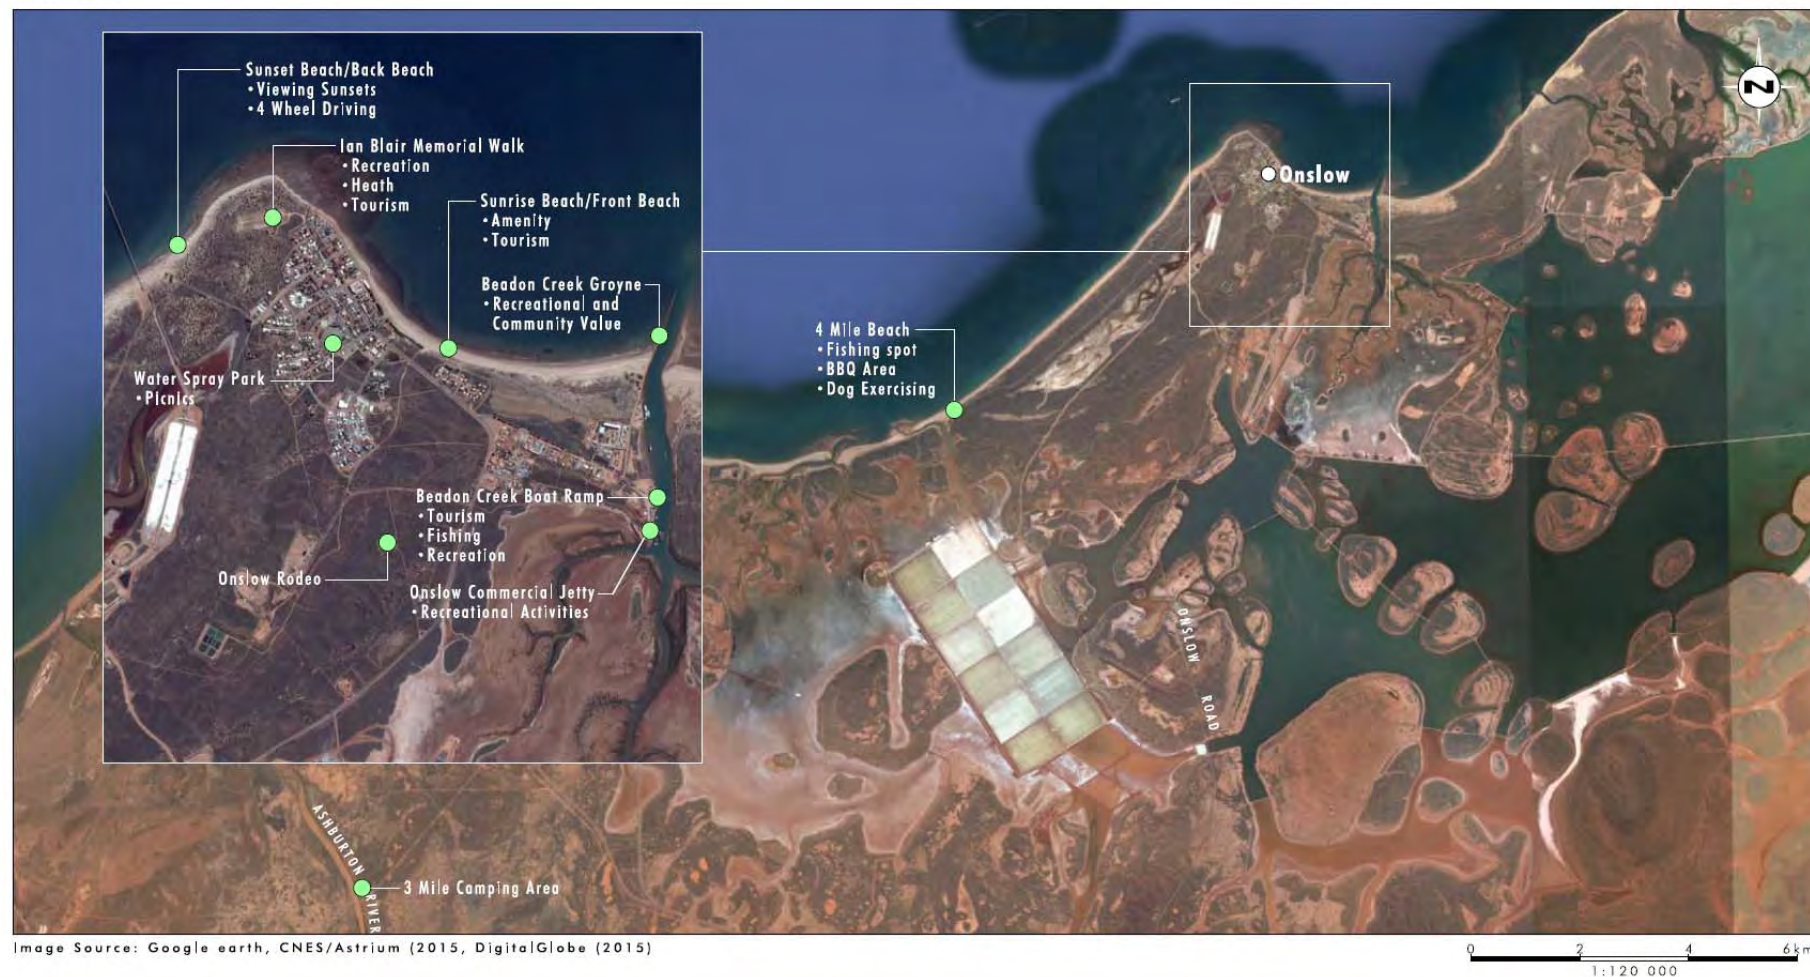 Sunset Beach/Back Beach
•Viewing Sunsets
•4 Wheel Driving
Ian Blair Memorial Walk
•Recreation
•Heath
•Tourism
Sunrise Beach/Front Beach
•Amenity
•Tourism
Beadon Creek Groyne
•Recreational and
Community Value
Water Spray Park
•Picnics
Beadon Creek Boat Ramp
•Tourism
•Fishing
•Recreation
Onslow Rodeo
Onslow Commercial Jetty
•Recreational Activities
N
Onslow
4 Mile Beach
•Fishing spot
•BBQ Area
•Dog Exercising
ONSLOW
ROAD
ASHBURTON
RIVER
3 Mile Camping Area
Image Source: Google earth, CNES/Astrium (2015, DigitalGlobe (2015)
0 2 4 6km
1:120 000